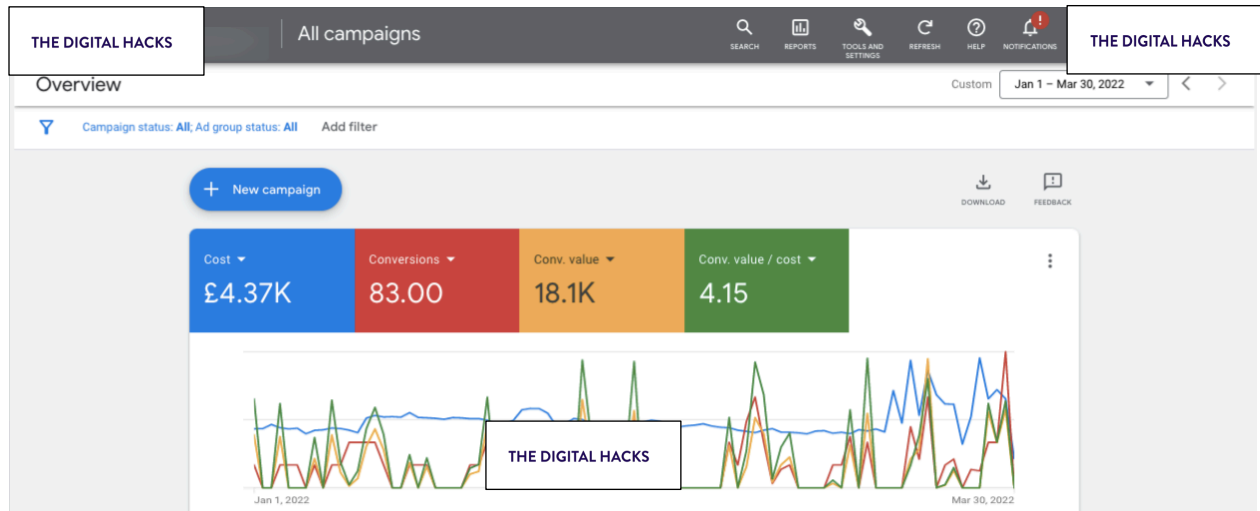 THE DIGITAL HACKS
All campaigns
SEARCH
REPORTS
TOOLS AND
SETTINGS
REFRESH
HELP
!
NOTIFICATIONS
THE DIGITAL HACKS
Overview
Custom
Jan 1 – Mar 30, 2022
Campaign status: All; Ad group status: All
Add filter
New campaign
DOWNLOAD
FEEDBACK
Cost
£4.37K
Conversions
83.00
Conv. value
18.1K
Conv. value / cost
4.15
THE DIGITAL HACKS
Jan 1, 2022
Mar 30, 2022